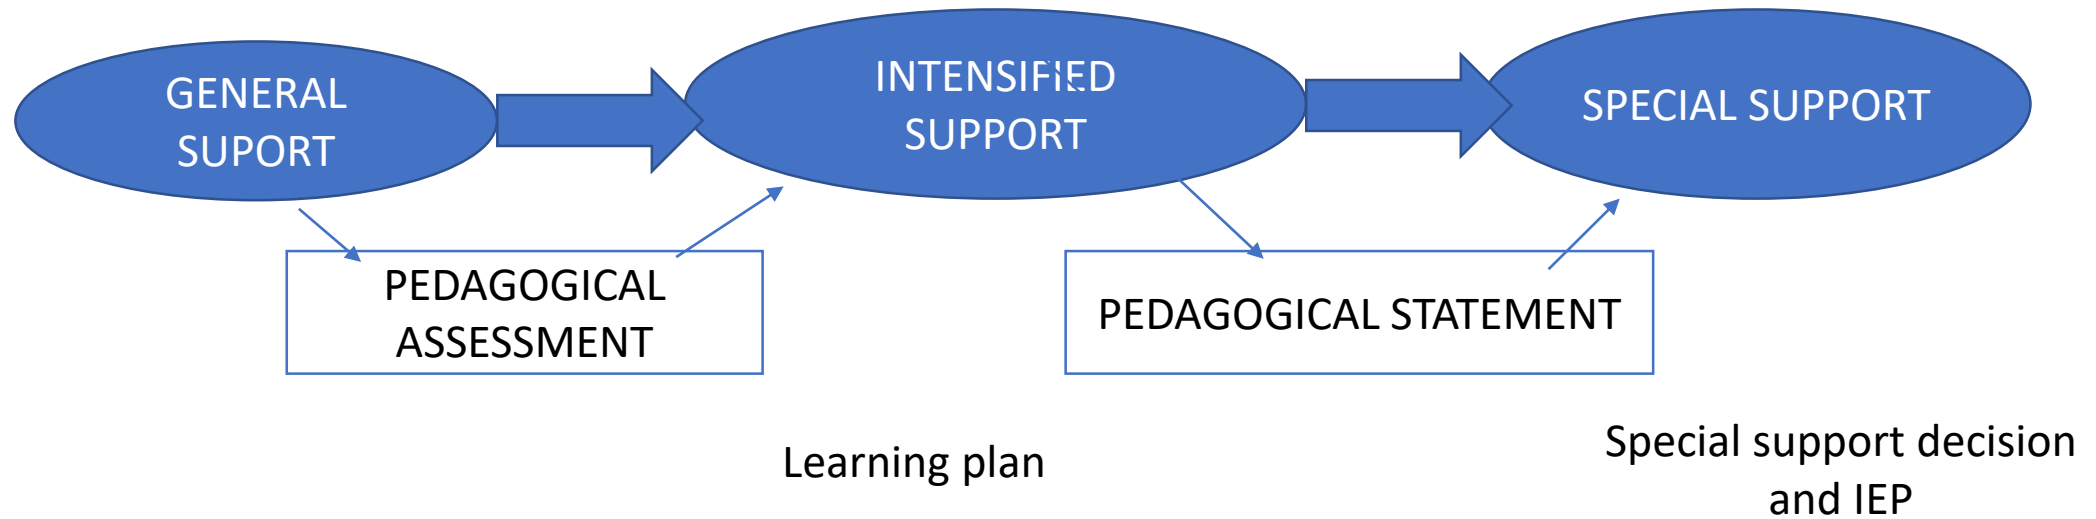 GENERAL
SUPORT
INTENSIFIED
SUPPORT
SPECIAL SUPPORT
PEDAGOGICAL
ASSESSMENT
PEDAGOGICAL STATEMENT
Learning plan
Special support decision
and IEP